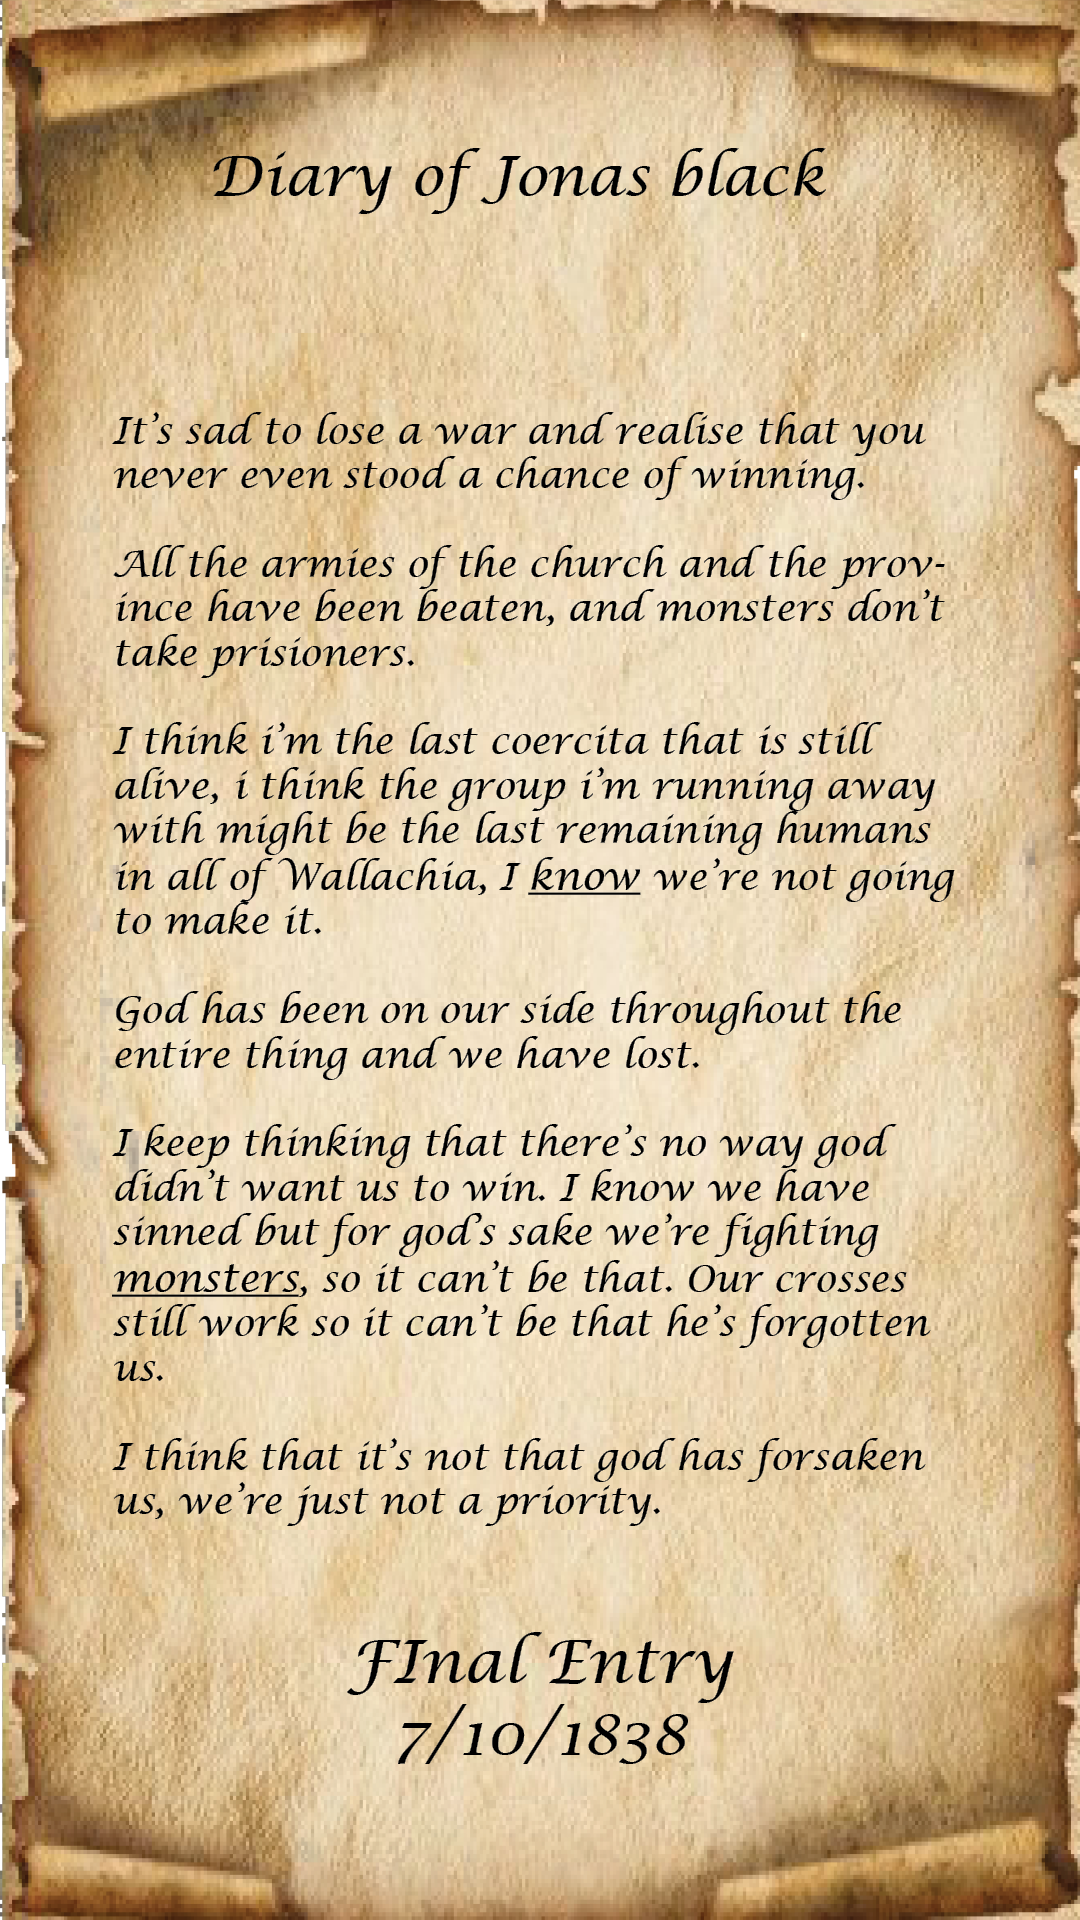 Diary of Jonas black
It's sad to lose a war and realise that you
never even stood a chance of winning.
All the armies of the church and the prov-
ince have been beaten, and monsters don't
take prisioners.
I think i'm the last coercita that is still
alive, i think the group i'm running away
with might be the last remaining humans
in all of Wallachia, I know we're not going
to make it.
God has been on our side throughout the
entire thing and we have lost.
I keep thinking that there's no way god
didn't want us to win. I know we have
sinned but for god's sake we're fighting
monsters, so it can't be that. Our crosses
still work so it can't be that he's forgotten
us.
I think that it's not that god has forsaken
us, we're just not a priority.
FInal Entry
7/10/1838